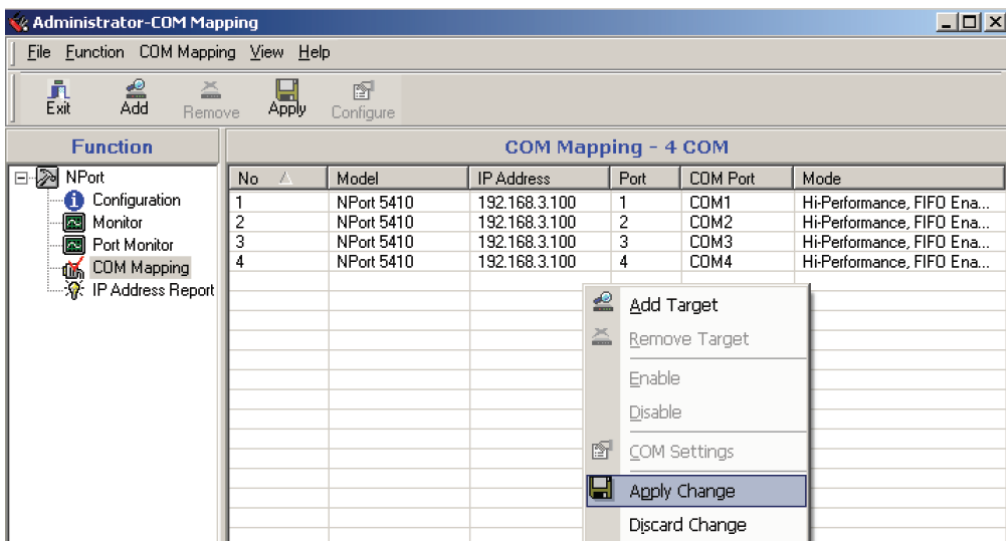 Administrator-COM Mapping
File Function COM Mapping View Help
Exit Add Remove Apply Configure
Function
COM Mapping - 4 COM
NPort
Configuration
Monitor
Port Monitor
COM Mapping
IP Address Report
No Model IP Address Port COM Port Mode
1 NPort 5410 192.168.3.100 1 COM1 Hi-Performance, FIFO Ena...
2 NPort 5410 192.168.3.100 2 COM2 Hi-Performance, FIFO Ena...
3 NPort 5410 192.168.3.100 3 COM3 Hi-Performance, FIFO Ena...
4 NPort 5410 192.168.3.100 4 COM4 Hi-Performance, FIFO Ena...
Add Target
Remove Target
Enable
Disable
COM Settings
Apply Change
Discard Change